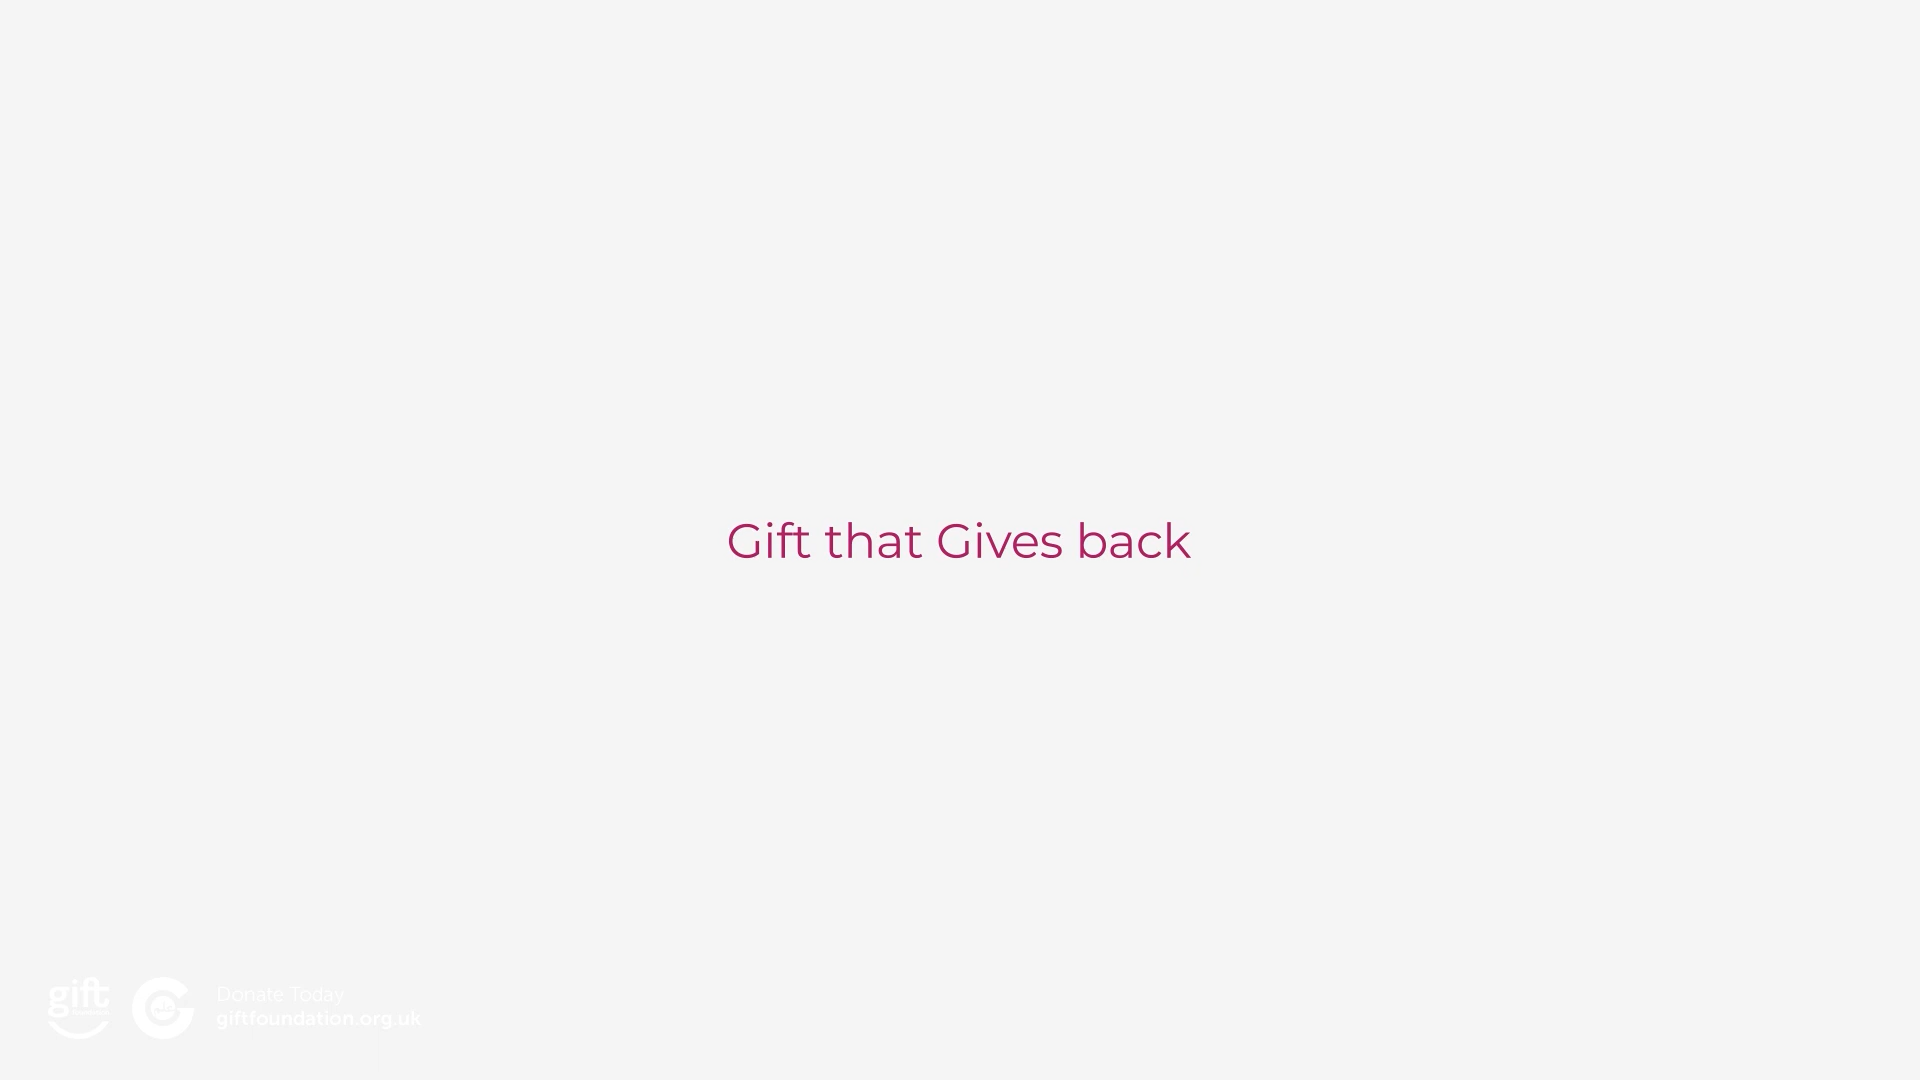 Gift that Gives back
gift
Donate Today
giftfoundation.org.uk